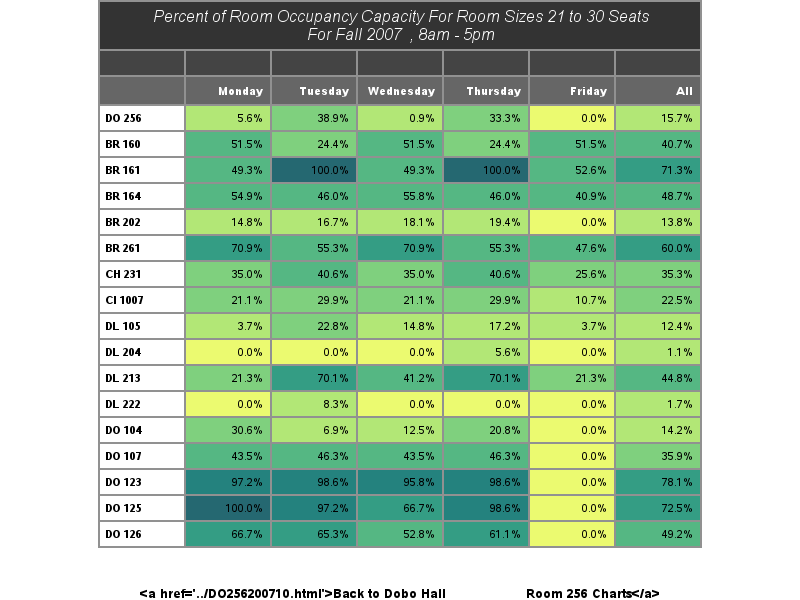 Percent of Room Occupancy Capacity For Room Sizes 21 to 30 Seats
For Fall 2007 , 8am - 5pm
Monday Tuesday Wednesday Thursday Friday All
DO 256 5.6% 38.9% 0.9% 33.3% 0.0% 15.7%
BR 160 51.5% 24.4% 51.5% 24.4% 51.5% 40.7%
BR 161 49.3% 100.0% 49.3% 100.0% 52.6% 71.3%
BR 164 54.9% 46.0% 55.8% 46.0% 40.9% 48.7%
BR 202 14.8% 16.7% 18.1% 19.4% 0.0% 13.8%
BR 261 70.9% 55.3% 70.9% 55.3% 47.6% 60.0%
CH 231 35.0% 40.6% 35.0% 40.6% 25.6% 35.3%
CI 1007 21.1% 29.9% 21.1% 29.9% 10.7% 22.5%
DL 105 3.7% 22.8% 14.8% 17.2% 3.7% 12.4%
DL 204 0.0% 0.0% 0.0% 5.6% 0.0% 1.1%
DL 213 21.3% 70.1% 41.2% 70.1% 21.3% 44.8%
DL 222 0.0% 8.3% 0.0% 0.0% 0.0% 1.7%
DO 104 30.6% 6.9% 12.5% 20.8% 0.0% 14.2%
DO 107 43.5% 46.3% 43.5% 46.3% 0.0% 35.9%
DO 123 97.2% 98.6% 95.8% 98.6% 0.0% 78.1%
DO 125 100.0% 97.2% 66.7% 98.6% 0.0% 72.5%
DO 126 66.7% 65.3% 52.8% 61.1% 0.0% 49.2%
<a href='../DO256200710.html'>Back to Dobo Hall Room 256 Charts</a>